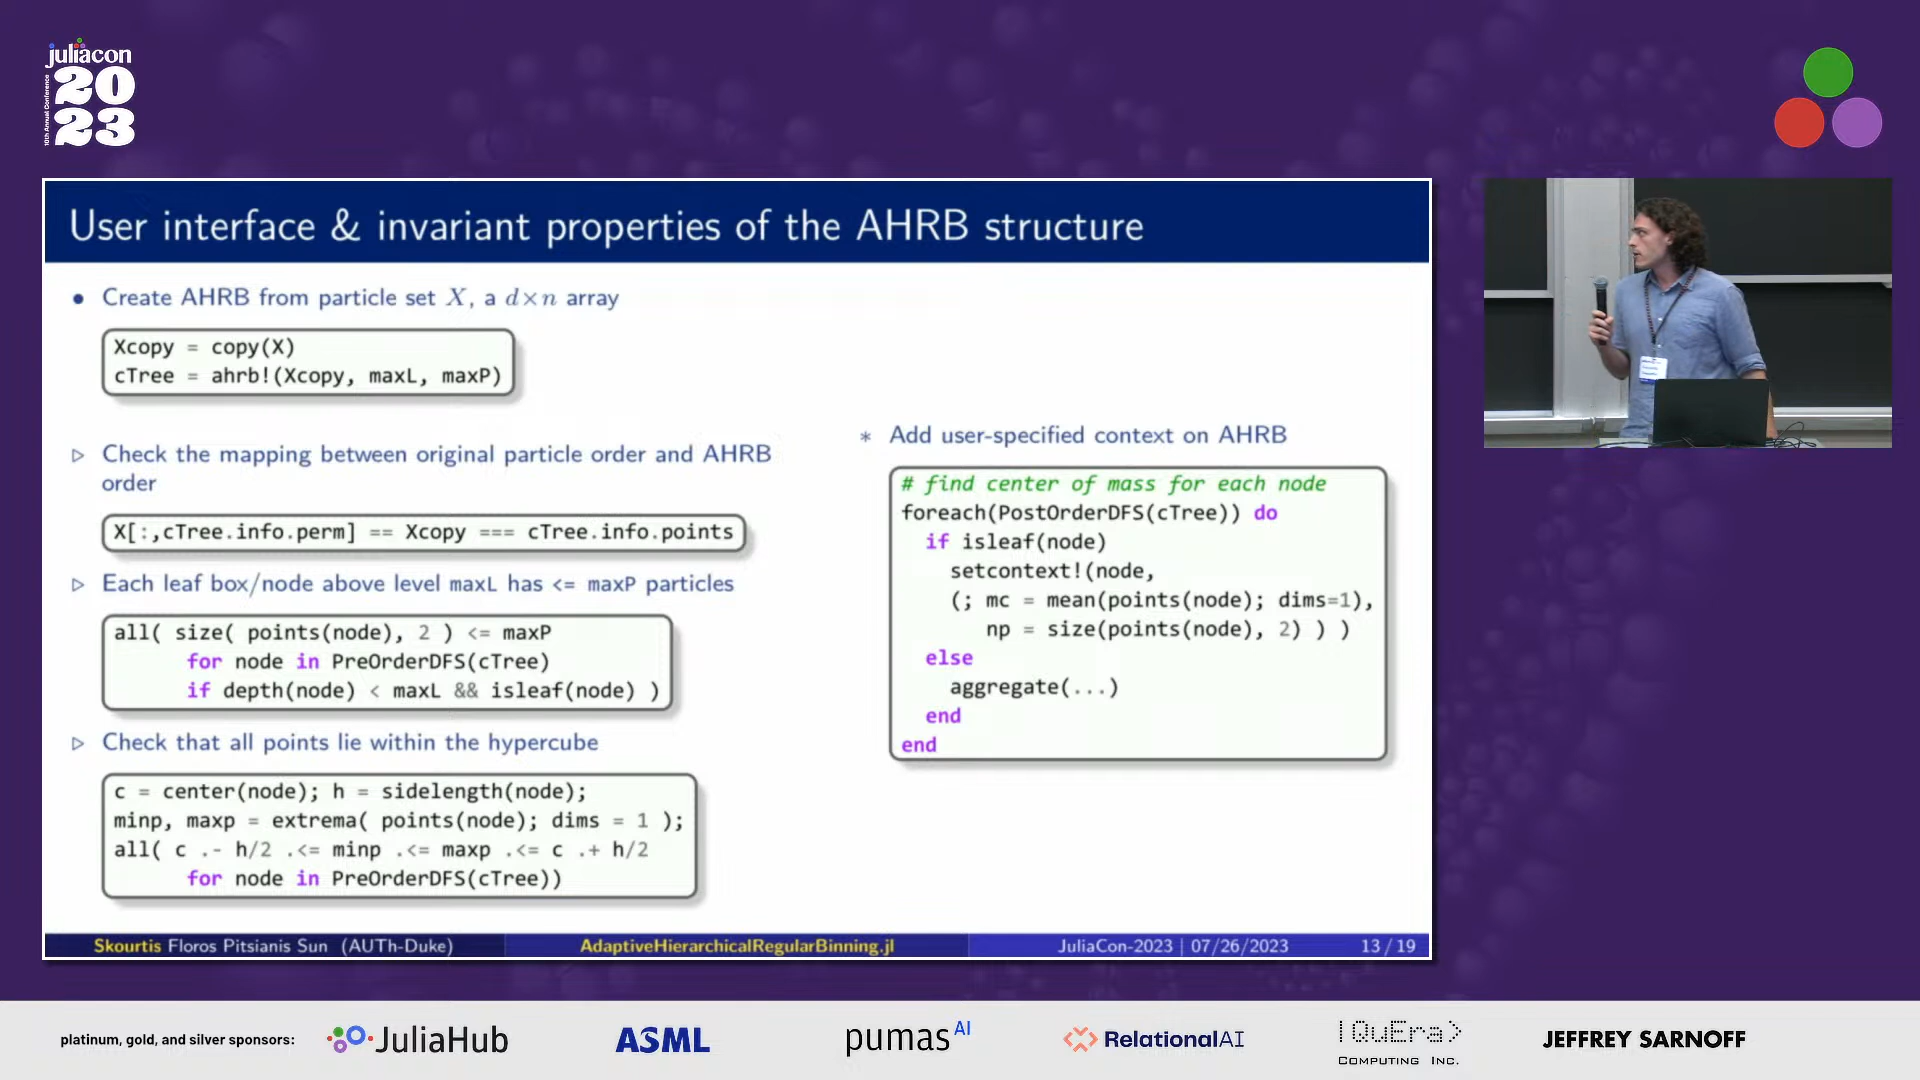 juliacon
10th Annual Conference
20
23
User interface & invariant properties of the AHRB structure
• Create AHRB from particle set X, a d×n array
Xcopy = copy(X)
cTree = ahrb!(Xcopy, maxL, maxP)
▷ Check the mapping between original particle order and AHRB
order
X[:,cTree.info.perm] == Xcopy === cTree.info.points
▷ Each leaf box/node above level maxL has <= maxP particles
all( size( points(node), 2 ) <= maxP
for node in PreOrderDFS(cTree)
if depth(node) < maxL && isleaf(node) )
▷ Check that all points lie within the hypercube
c = center(node); h = sidelength(node);
minp, maxp = extrema( points(node); dims = 1 );
all( c .- h/2 .<= minp .<= maxp .<= c .+ h/2
for node in PreOrderDFS(cTree))
* Add user-specified context on AHRB
# find center of mass for each node
foreach(PostOrderDFS(cTree)) do
if isleaf(node)
setcontext!(node,
(; mc = mean(points(node); dims=1),
np = size(points(node), 2) ) )
else
aggregate(...)
end
end
Skourtis Floros Pitsianis Sun (AUTh-Duke)
AdaptiveHierarchicalRegularBinning.jl
JuliaCon-2023 | 07/26/2023
13 / 19
platinum, gold, and silver sponsors:
JuliaHub
ASML
pumasAI
RelationalAI
|QuEra>
COMPUTING INC.
JEFFREY SARNOFF